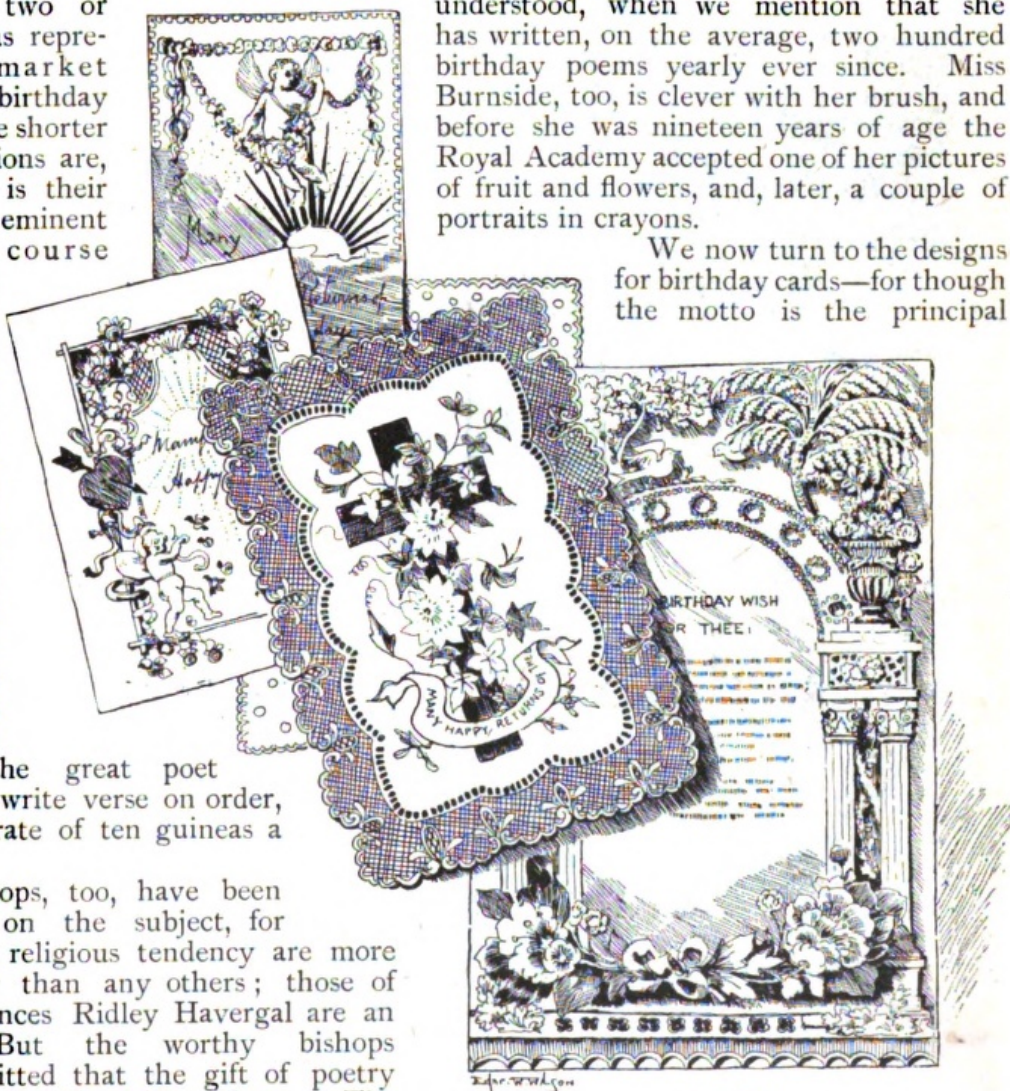 two or
s repre-
market
birthday
e shorter
ions are,
is their
eminent
course
he great poet
write verse on order,
rate of ten guineas a
ops, too, have been
on the subject, for
religious tendency are more
than any others; those of
nces Ridley Havergal are an
But the worthy bishops
itted that the gift of poetry
understood, when we mention that she
has written, on the average, two hundred
birthday poems yearly ever since. Miss
Burnside, too, is clever with her brush, and
before she was nineteen years of age the
Royal Academy accepted one of her pictures
of fruit and flowers, and, later, a couple of
portraits in crayons.
We now turn to the designs
for birthday cards—for though
the motto is the principal
Many
Returns of
Many
Happy
MANY HAPPY RETURNS OF THE
BIRTHDAY WISH
OR THEE: